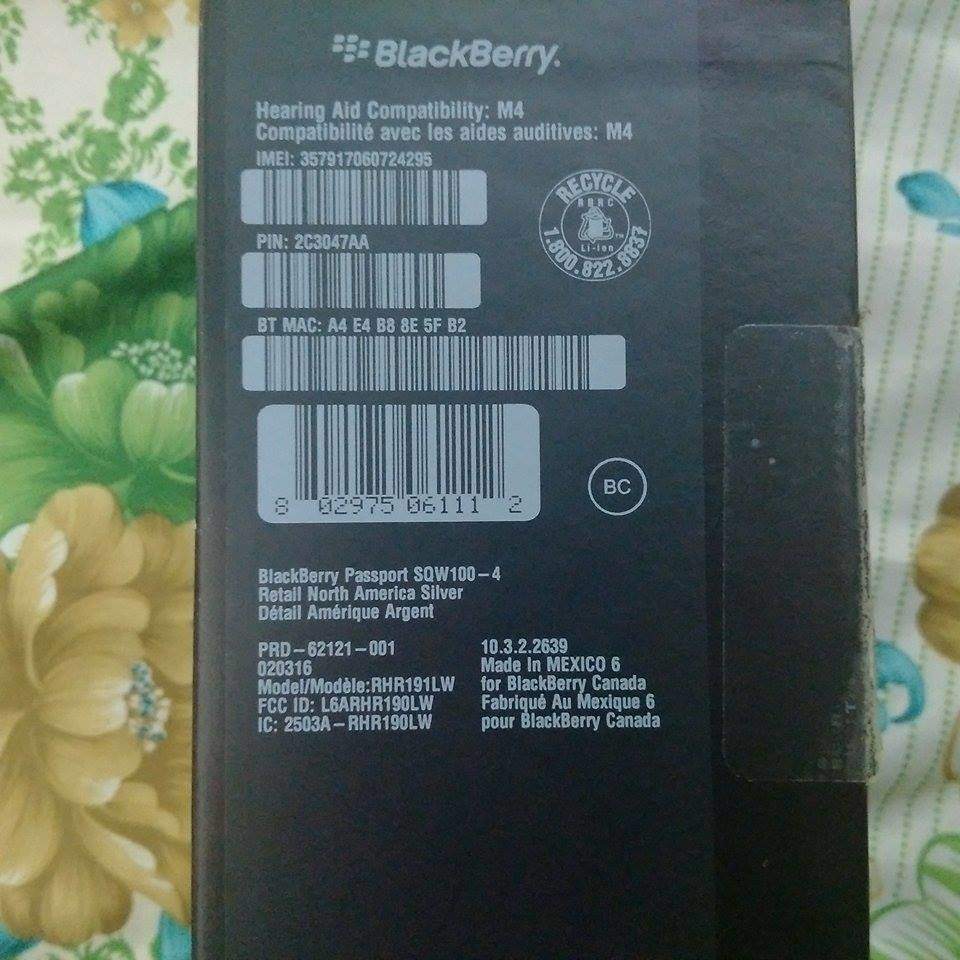 BlackBerry.
Hearing Aid Compatibility: M4
Compatibilité avec les aides auditives: M4
IMEI: 357917060724295
RECYCLE
RBRC
Li-Ion
1.800.822.8837
PIN: 2C3047AA
BT MAC: A4 E4 B8 8E 5F B2
8 02975 06111 2
BC
BlackBerry Passport SQW100-4
Retail North America Silver
Détail Amérique Argent
PRD-62121-001
020316
Model/Modèle:RHR191LW
FCC ID: L6ARHR190LW
IC: 2503A-RHR190LW
10.3.2.2639
Made In MEXICO 6
for BlackBerry Canada
Fabriqué Au Mexique 6
pour BlackBerry Canada